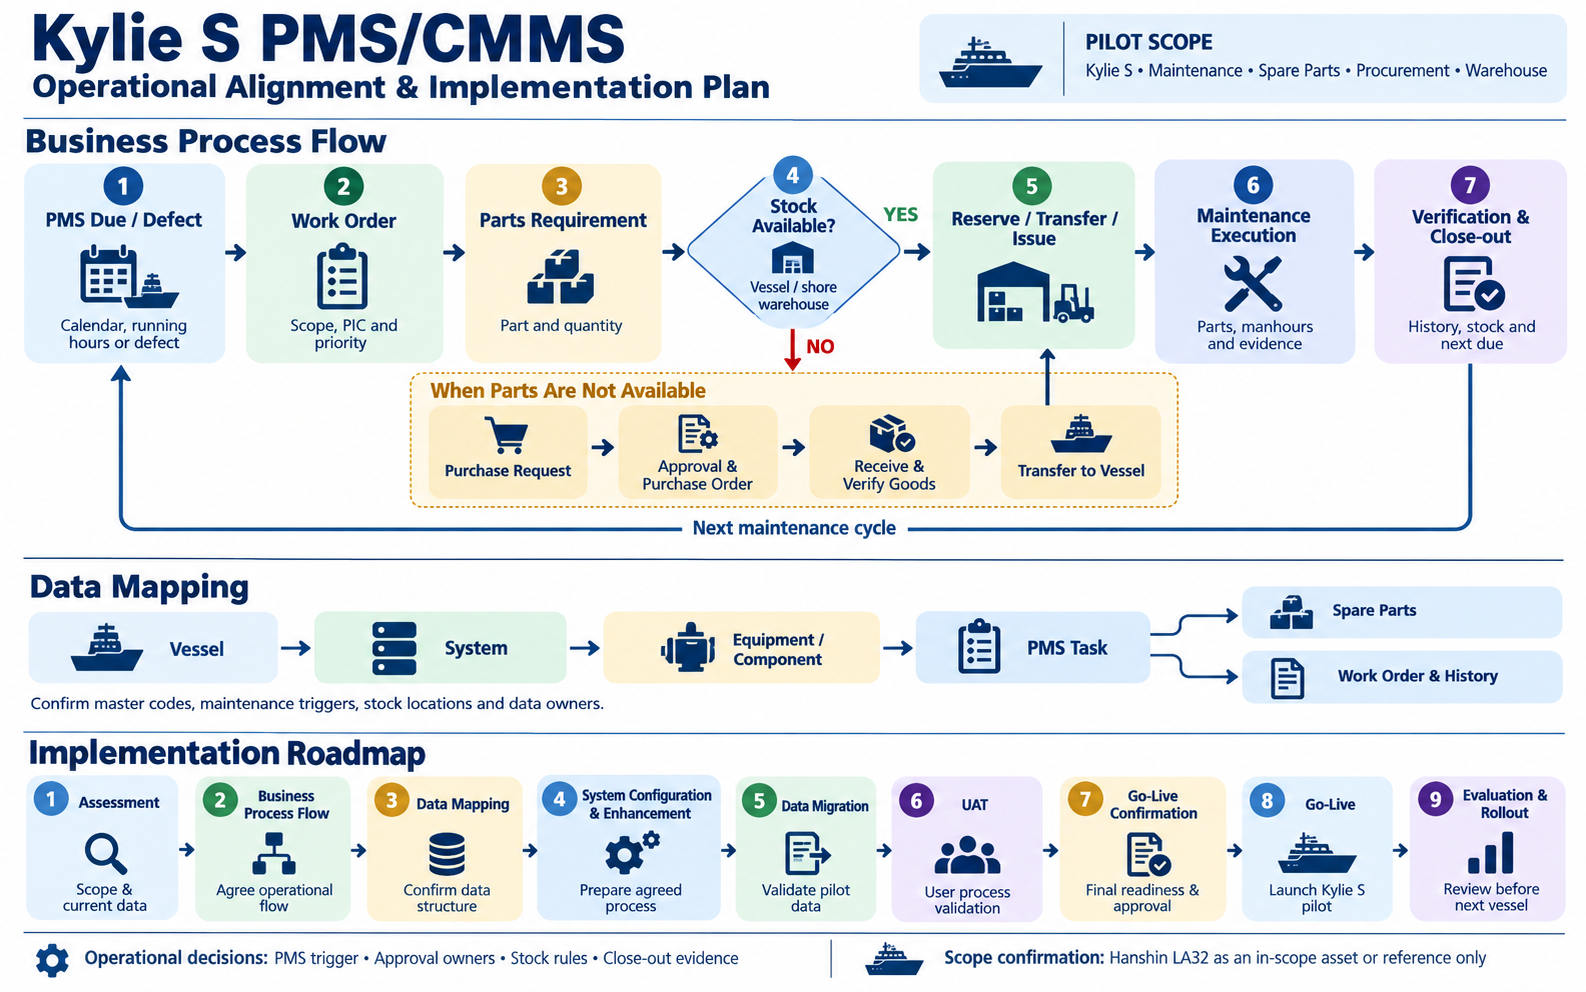 Kylie S PMS/CMMS
Operational Alignment & Implementation Plan
PILOT SCOPE
Kylie S • Maintenance • Spare Parts • Procurement • Warehouse
Business Process Flow
1
PMS Due / Defect
Calendar, running
hours or defect
2
Work Order
Scope, PIC and
priority
3
Parts Requirement
Part and quantity
4
Stock
Available?
Vessel / shore
warehouse
YES
NO
5
Reserve / Transfer /
Issue
6
Maintenance
Execution
Parts, manhours
and evidence
7
Verification &
Close-out
History, stock and
next due
When Parts Are Not Available
Purchase Request
Approval &
Purchase Order
Receive &
Verify Goods
Transfer to Vessel
Next maintenance cycle
Data Mapping
Vessel
System
Equipment /
Component
PMS Task
Spare Parts
Work Order & History
Confirm master codes, maintenance triggers, stock locations and data owners.
Implementation Roadmap
1
Assessment
Scope &
current data
2
Business
Process Flow
Agree operational
flow
3
Data Mapping
Confirm data
structure
4
System Configuration
& Enhancement
Prepare agreed
process
5
Data Migration
Validate pilot
data
6
UAT
User process
validation
7
Go-Live
Confirmation
Final readiness &
approval
8
Go-Live
Launch Kylie S
pilot
9
Evaluation &
Rollout
Review before
next vessel
Operational decisions: PMS trigger • Approval owners • Stock rules • Close-out evidence
Scope confirmation: Hanshin LA32 as an in-scope asset or reference only